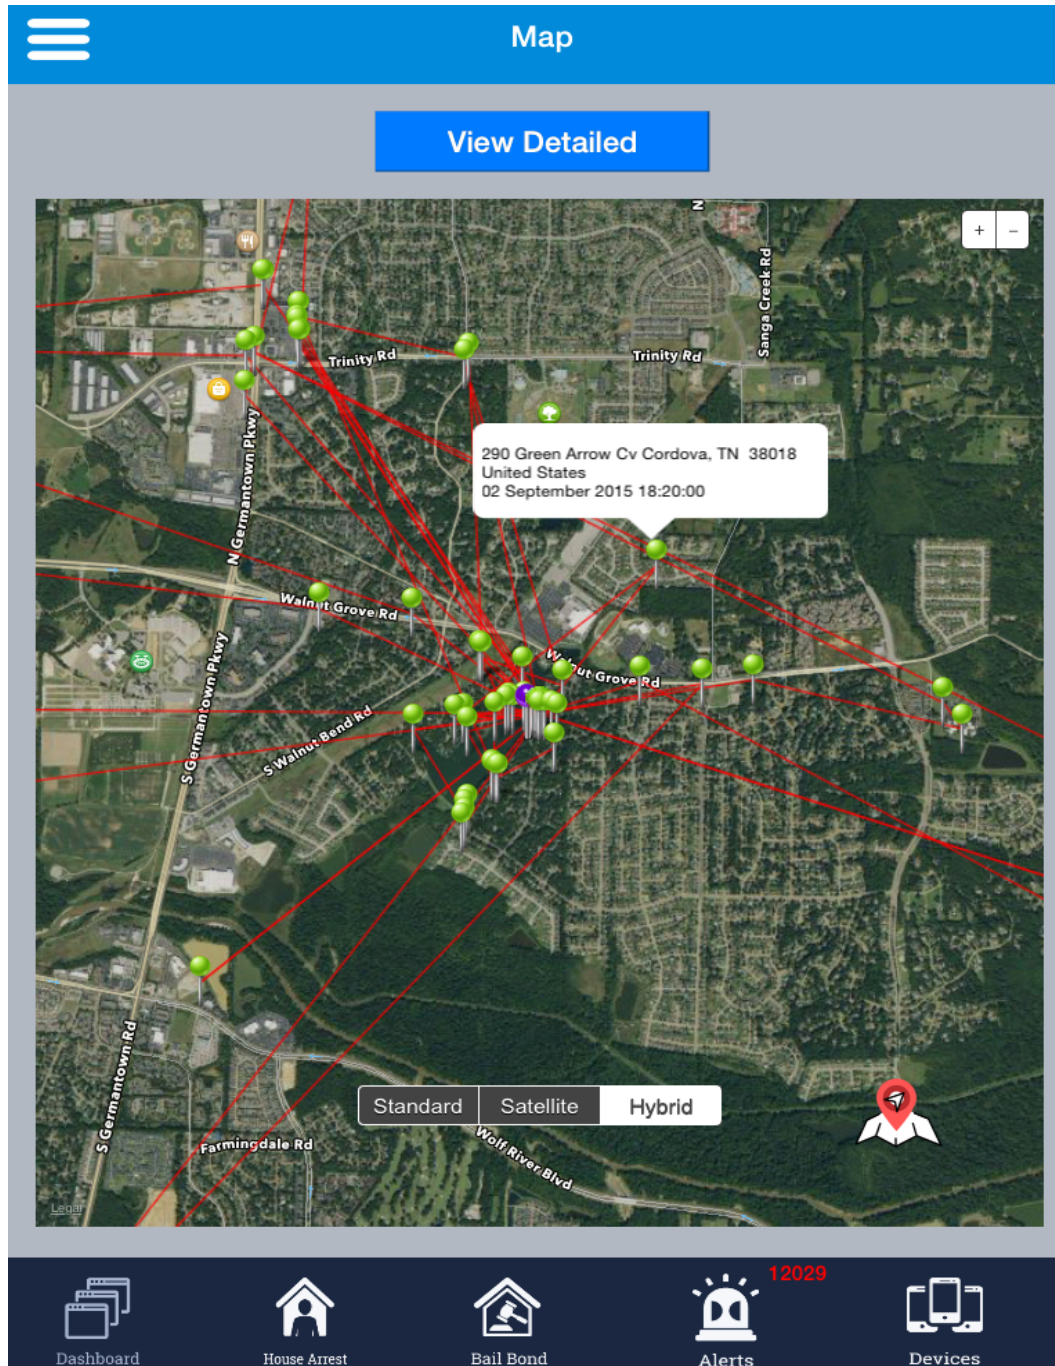 Map
View Detailed
N
+ -
Sanga Creek Rd
Trinity Rd
Trinity Rd
290 Green Arrow Cv Cordova, TN 38018
United States
02 September 2015 18:20:00
N Germantown Pkwy
Walnut Grove Rd
Walnut Grove Rd
S Germantown Pkwy
S Walnut Bend Rd
S Germantown Rd
Standard Satellite Hybrid
Farmingdale Rd
Wolf River Blvd
Legal
12029
Dashboard House Arrest Bail Bond Alerts Devices